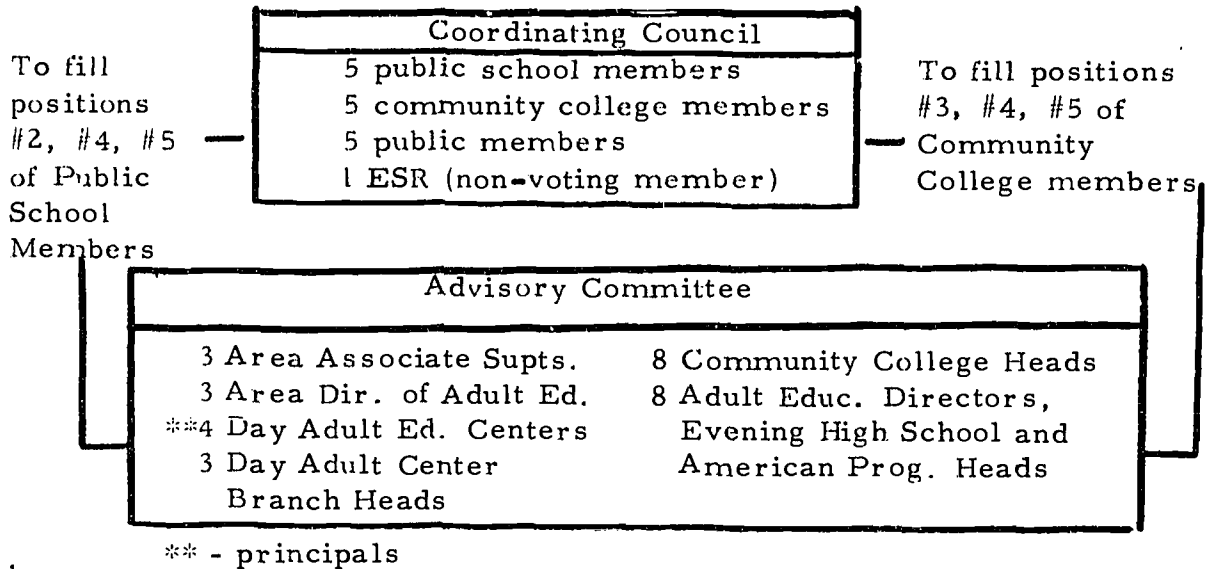 Coordinating Council
5 public school members
5 community college members
5 public members
1 ESR (non-voting member)
To fill
positions
#2, #4, #5
of Public
School
Members
To fill positions
#3, #4, #5 of
Community
College members
Advisory Committee
3 Area Associate Supts.
3 Area Dir. of Adult Ed.
**4 Day Adult Ed. Centers
3 Day Adult Center
Branch Heads
8 Community College Heads
8 Adult Educ. Directors,
Evening High School and
American Prog. Heads
** - principals